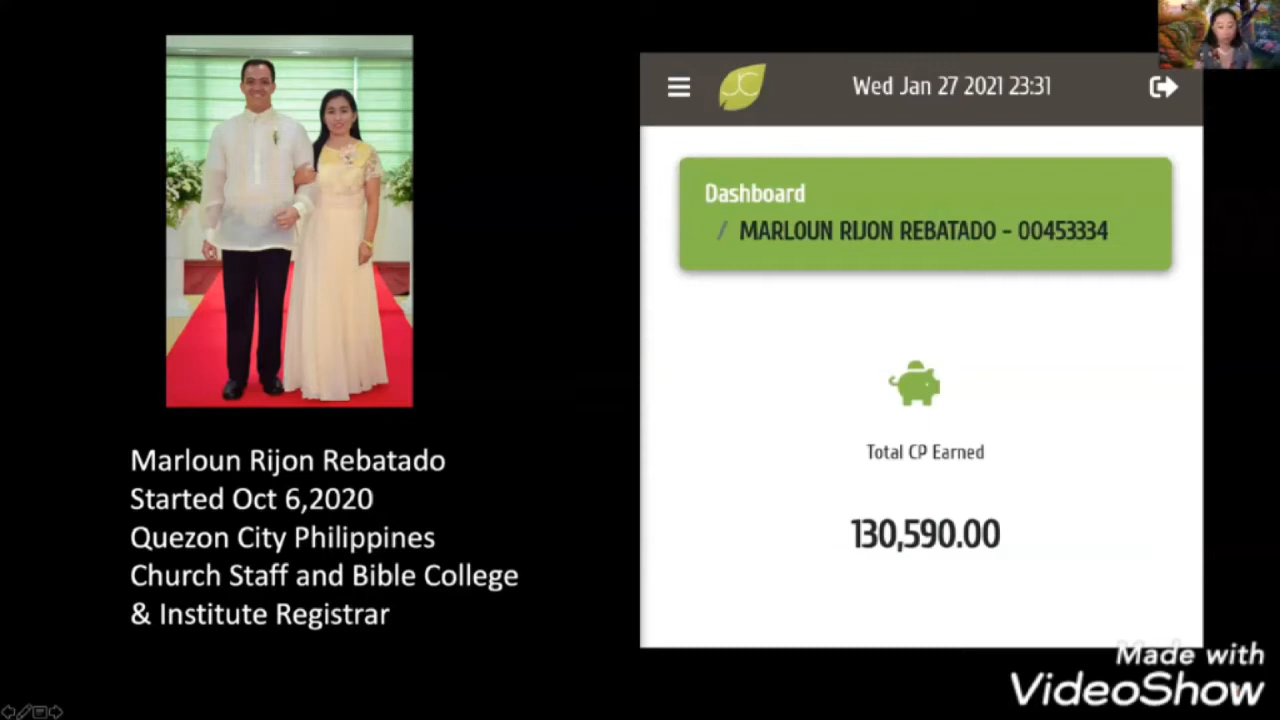 Marloun Rijon Rebatado
Started Oct 6,2020
Quezon City Philippines
Church Staff and Bible College
& Institute Registrar
JC
Wed Jan 27 2021 23:31
Dashboard
/ MARLOUN RIJON REBATADO - 00453334
Total CP Earned
130,590.00
Made with
VideoShow